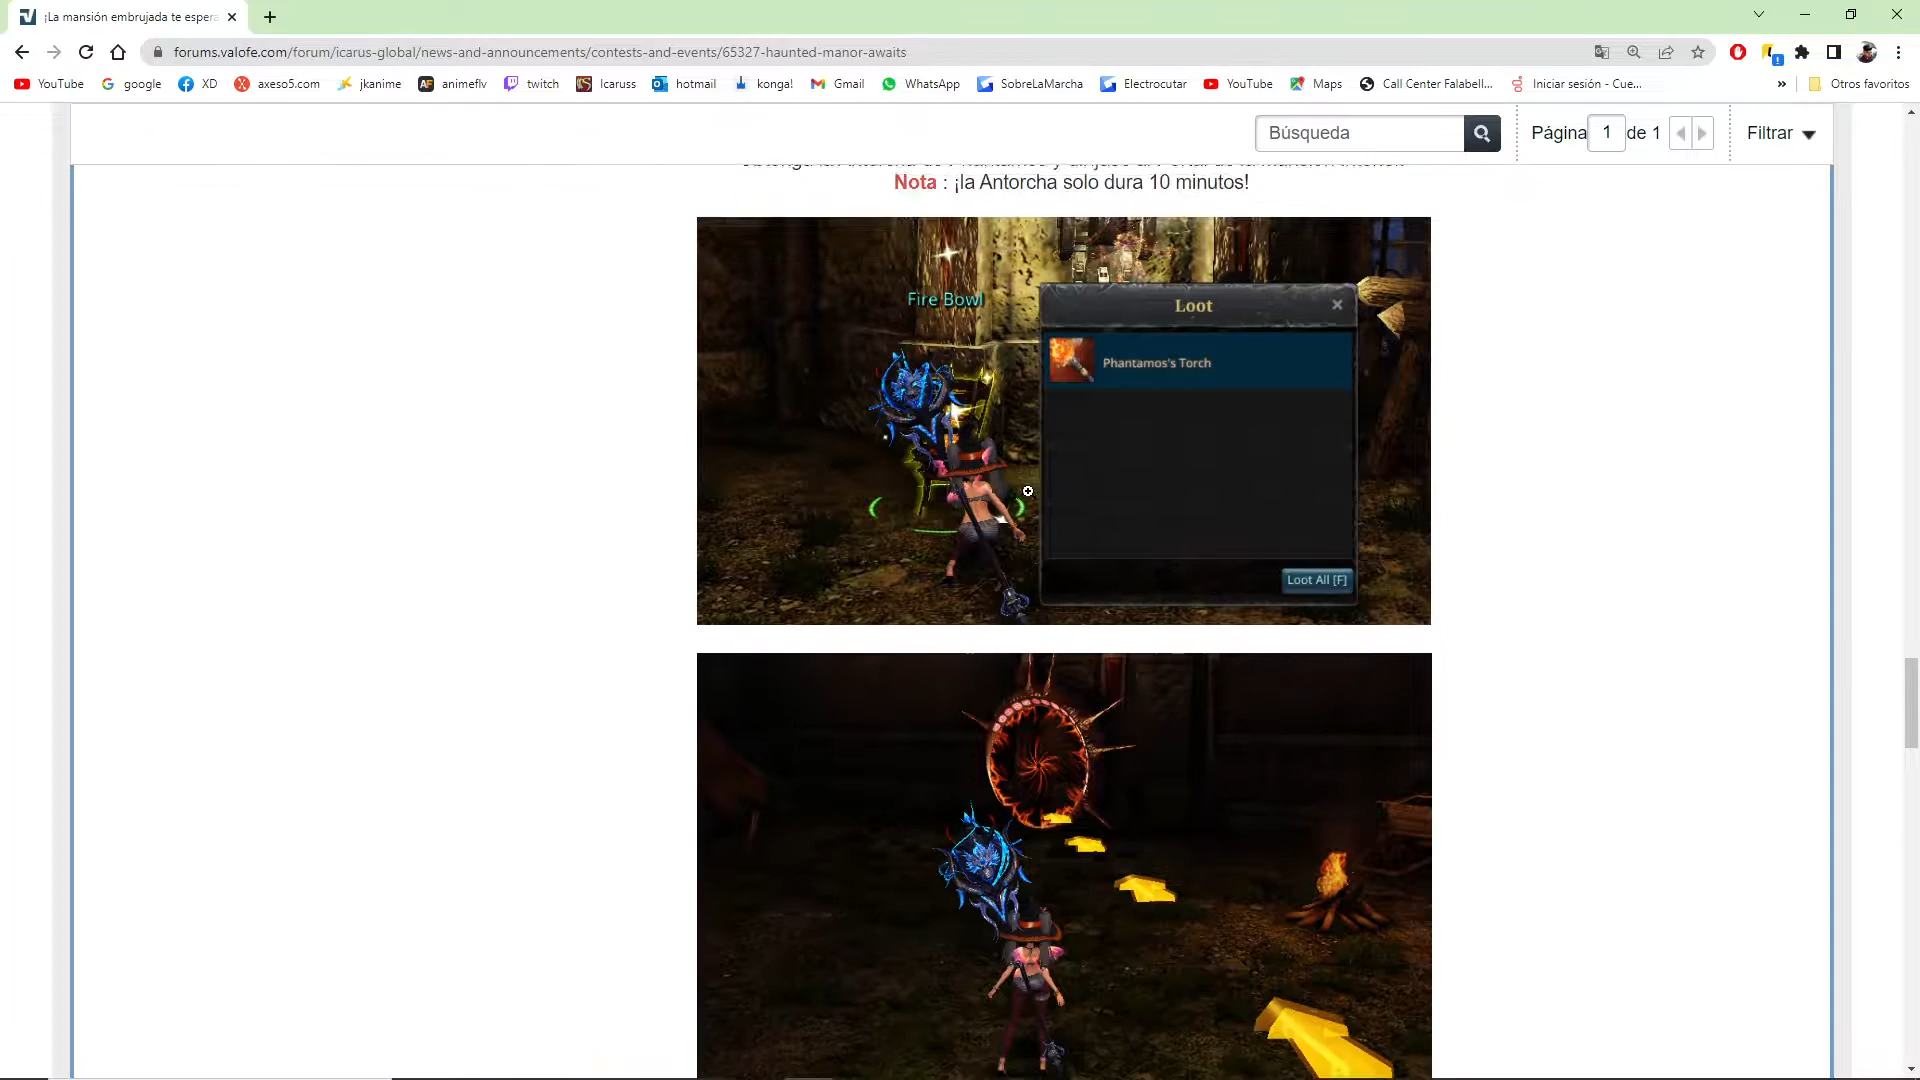 ¡La mansión embrujada te espera
forums.valofe.com/forum/icarus-global/news-and-announcements/contests-and-events/65327-haunted-manor-awaits
YouTube google XD axeso5.com jkanime animeflv twitch Icaruss hotmail konga! Gmail WhatsApp SobreLaMarcha Electrocutar YouTube Maps Call Center Falabell... Iniciar sesión - Cue... » Otros favoritos
Búsqueda Página 1 de 1 Filtrar
Nota : ¡la Antorcha solo dura 10 minutos!
Fire Bowl
Loot
Phantamos's Torch
Loot All [F]